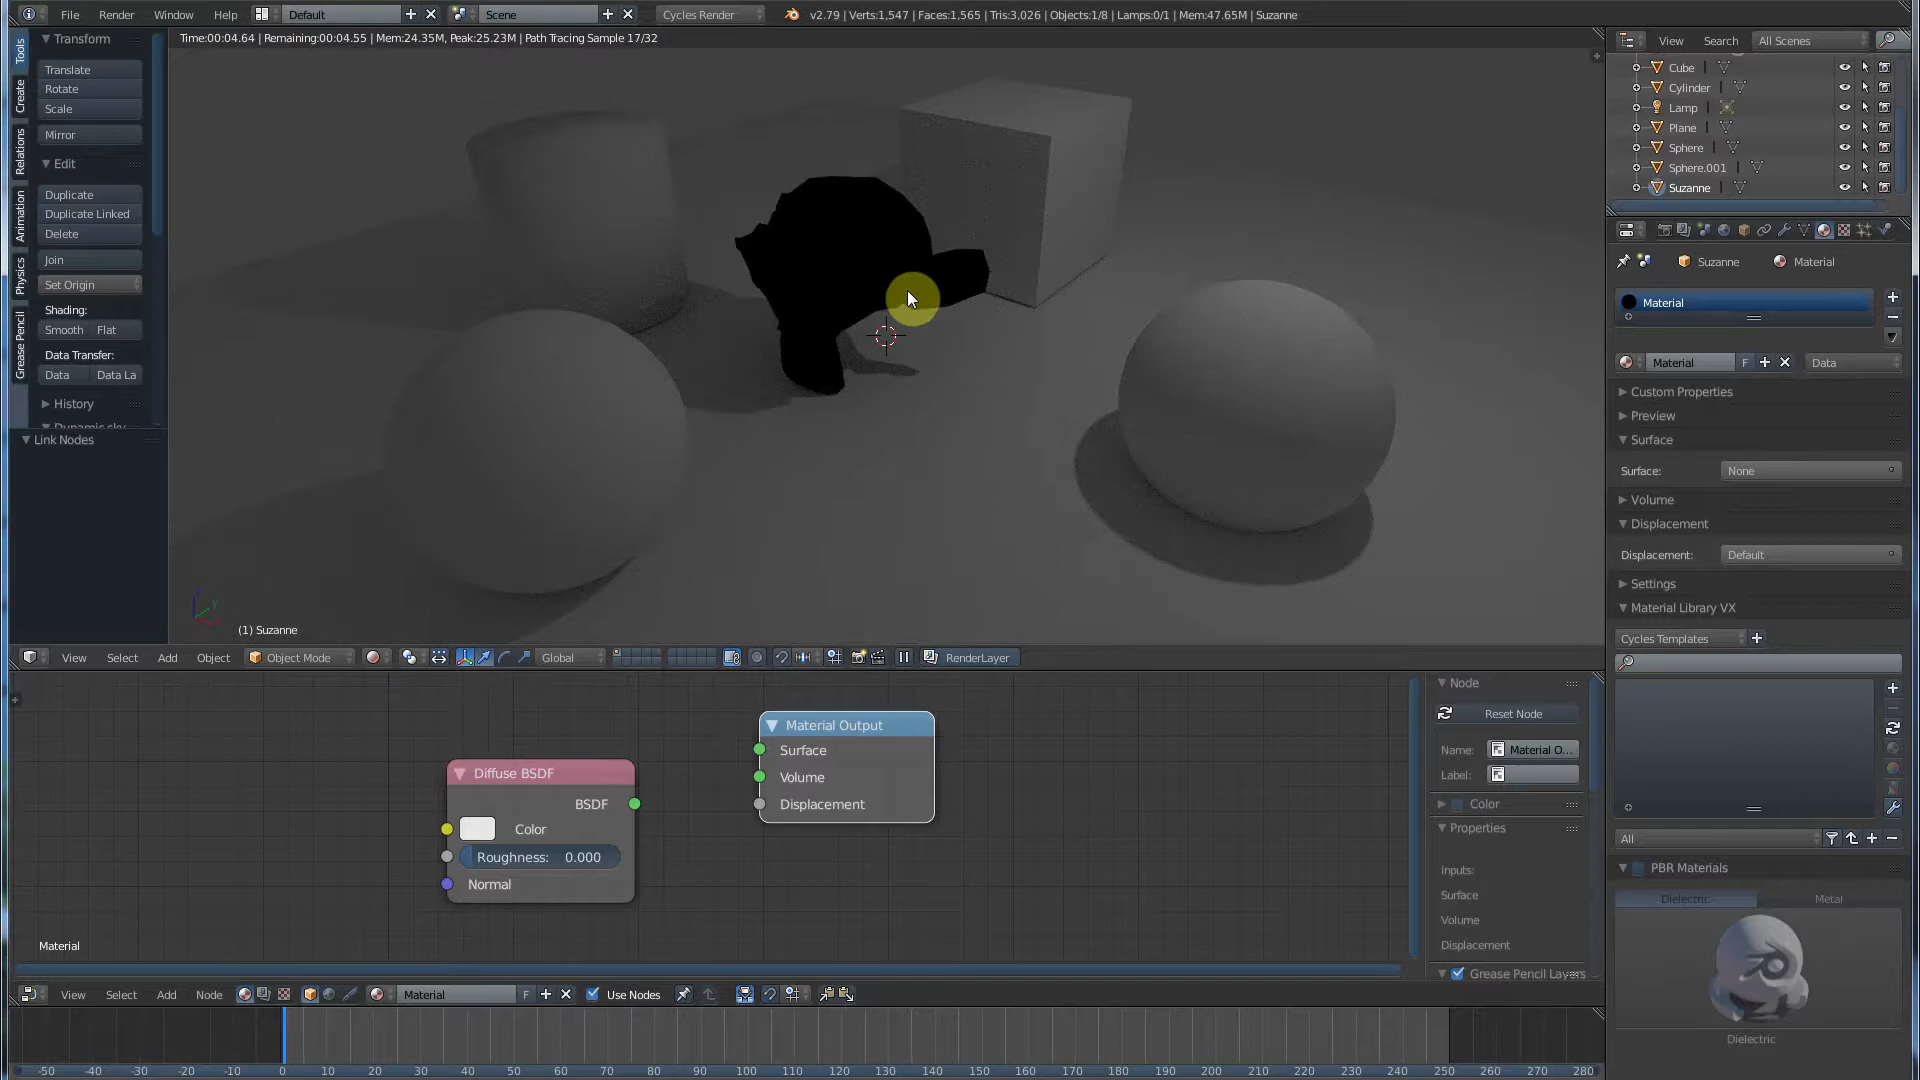 File Render Window Help Default Scene Cycles Render v2.79 | Verts:1,547 | Faces:1,565 | Tris:3,026 | Objects:1/8 | Lamps:0/1 | Mem:47.65M | Suzanne
Time:00:04.64 | Remaining:00:04.55 | Mem:24.35M, Peak:25.23M | Path Tracing Sample 17/32
Tools
Create
Relations
Animation
Physics
Grease Pencil
Transform
Translate
Rotate
Scale
Mirror
Edit
Duplicate
Duplicate Linked
Delete
Join
Set Origin
Shading:
Smooth Flat
Data Transfer:
Data Data La
History
Link Nodes
(1) Suzanne
View Select Add Object Object Mode Global RenderLayer
View Search All Scenes
Cube
Cylinder
Lamp
Plane
Sphere
Sphere.001
Suzanne
Suzanne Material
Material
Material F Data
Custom Properties
Preview
Surface
Surface: None
Volume
Displacement
Displacement: Default
Settings
Material Library VX
Cycles Templates
All
PBR Materials
Dielectric Metal
Dielectric
Diffuse BSDF
BSDF
Color
Roughness: 0.000
Normal
Material Output
Surface
Volume
Displacement
Material
Node
Reset Node
Name: Material O...
Label:
Color
Properties
Inputs:
Surface
Volume
Displacement
Grease Pencil Layers
View Select Add Node Material F Use Nodes
-50 -40 -30 -20 -10 0 10 20 30 40 50 60 70 80 90 100 110 120 130 140 150 160 170 180 190 200 210 220 230 240 250 260 270 280